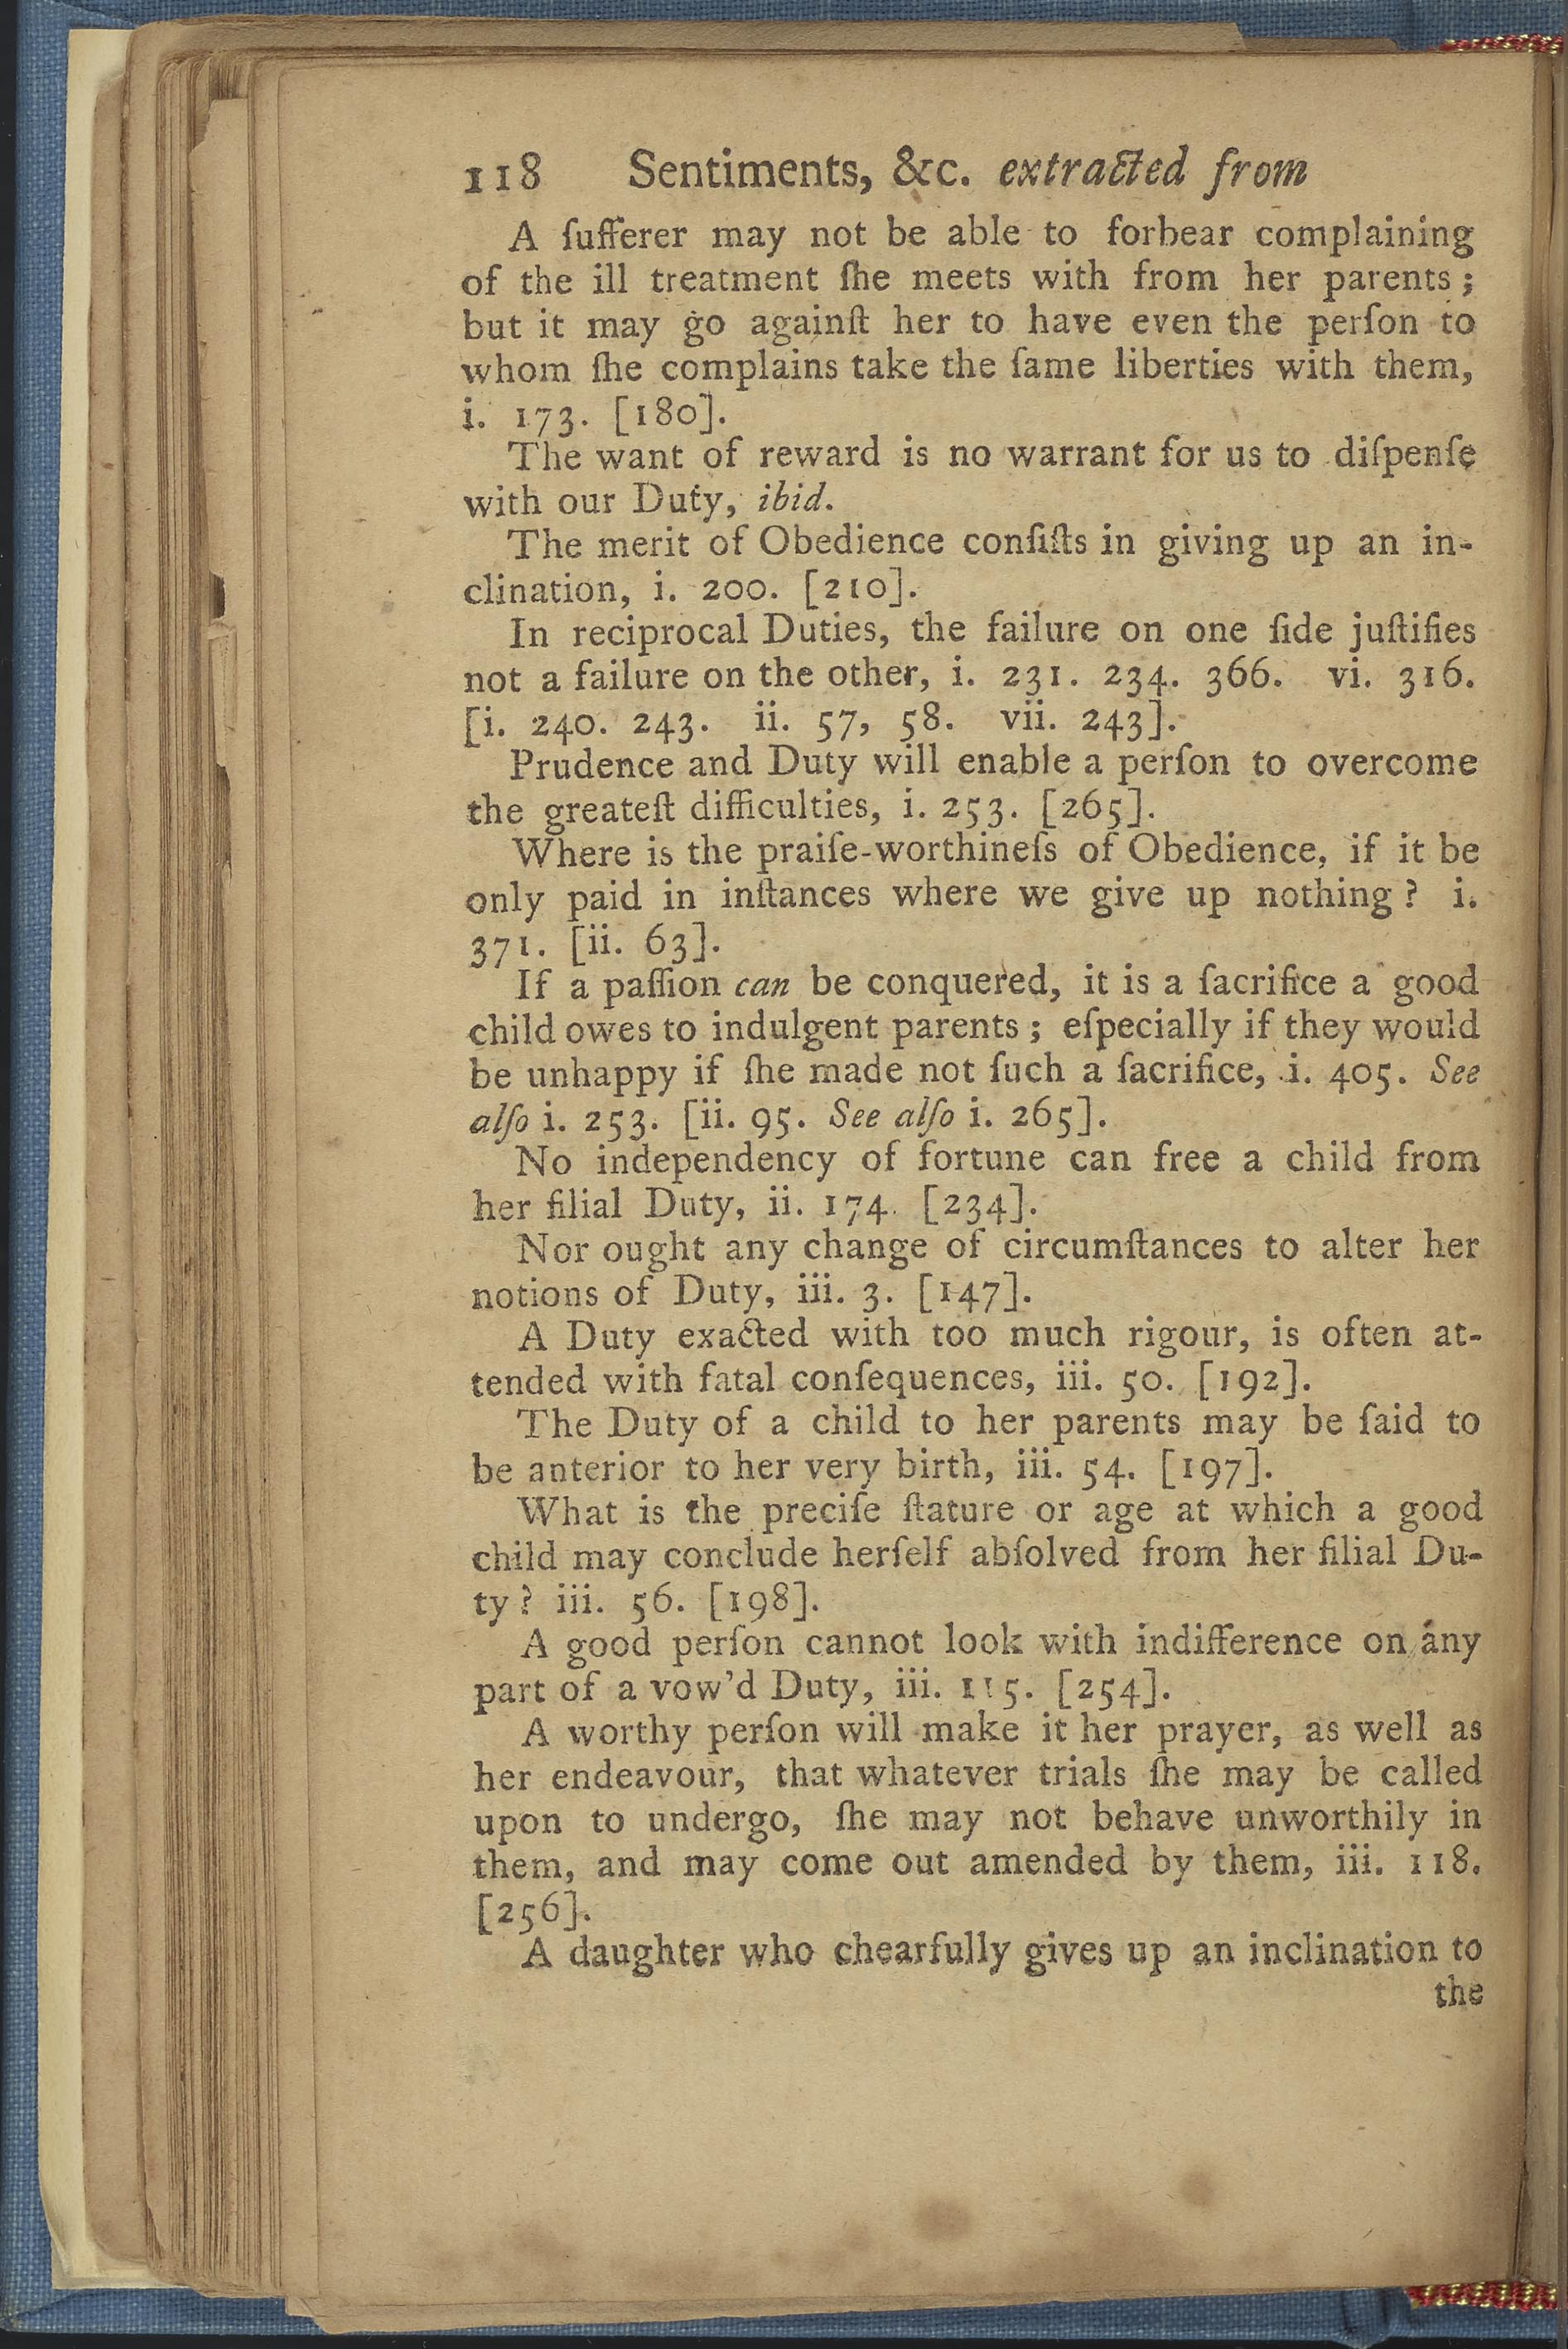 118 Sentiments, &c. extracted from
A ſufferer may not be able to forbear complaining
of the ill treatment ſhe meets with from her parents;
but it may go againſt her to have even the perſon to
whom ſhe complains take the ſame liberties with them,
i. 173. [180].
The want of reward is no warrant for us to diſpenſe
with our Duty, ibid.
The merit of Obedience conſiſts in giving up an in-
clination, i. 200. [210].
In reciprocal Duties, the failure on one ſide juſtifies
not a failure on the other, i. 231. 234. 366. vi. 316.
[i. 240. 243. ii. 57, 58. vii. 243].
Prudence and Duty will enable a perſon to overcome
the greateſt difficulties, i. 253. [265].
Where is the praiſe-worthineſs of Obedience, if it be
only paid in inſtances where we give up nothing? i.
371. [ii. 63].
If a paſſion can be conquered, it is a ſacrifice a good
child owes to indulgent parents; eſpecially if they would
be unhappy if ſhe made not ſuch a ſacrifice, i. 405. See
alſo i. 253. [ii. 95. See alſo i. 265].
No independency of fortune can free a child from
her filial Duty, ii. 174. [234].
Nor ought any change of circumſtances to alter her
notions of Duty, iii. 3. [147].
A Duty exacted with too much rigour, is often at-
tended with fatal conſequences, iii. 50. [192].
The Duty of a child to her parents may be ſaid to
be anterior to her very birth, iii. 54. [197].
What is the preciſe ſtature or age at which a good
child may conclude herſelf abſolved from her filial Du-
ty? iii. 56. [198].
A good perſon cannot look with indifference on any
part of a vow'd Duty, iii. 115. [254].
A worthy perſon will make it her prayer, as well as
her endeavour, that whatever trials ſhe may be called
upon to undergo, ſhe may not behave unworthily in
them, and may come out amended by them, iii. 118.
[256].
A daughter who chearfully gives up an inclination to
the